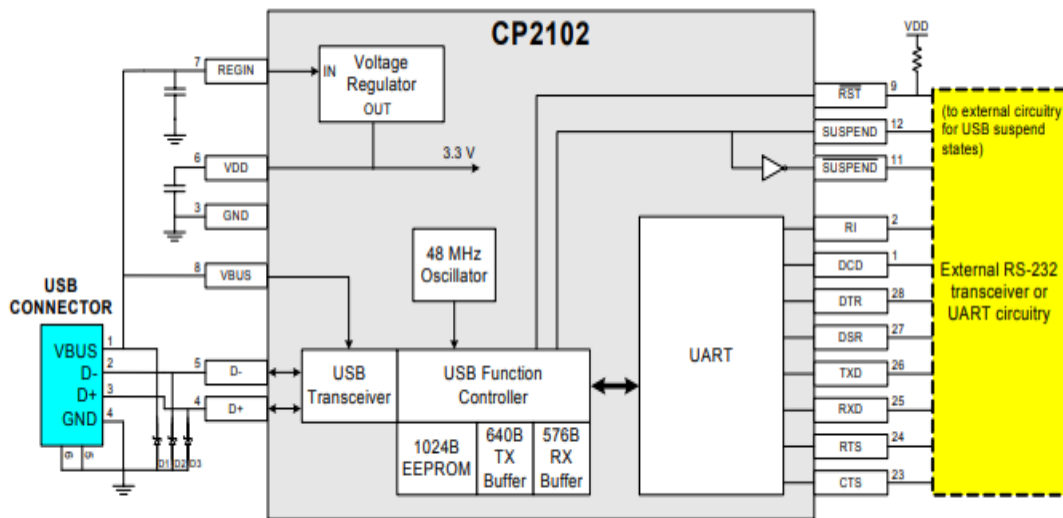 CP2102
Voltage
Regulator
IN
OUT
7
REGIN
6
VDD
3.3 V
3
GND
8
VBUS
48 MHz
Oscillator
USB
CONNECTOR
VBUS
D-
D+
GND
1
2
3
4
5
D-
4
D+
D1
D2
D3
USB
Transceiver
USB Function
Controller
1024B
EEPROM
640B
TX
Buffer
576B
RX
Buffer
UART
VDD
RST
9
SUSPEND
12
SUSPEND
11
RI
2
DCD
1
DTR
28
DSR
27
TXD
26
RXD
25
RTS
24
CTS
23
(to external circuitry
for USB suspend
states)
External RS-232
transceiver or
UART circuitry